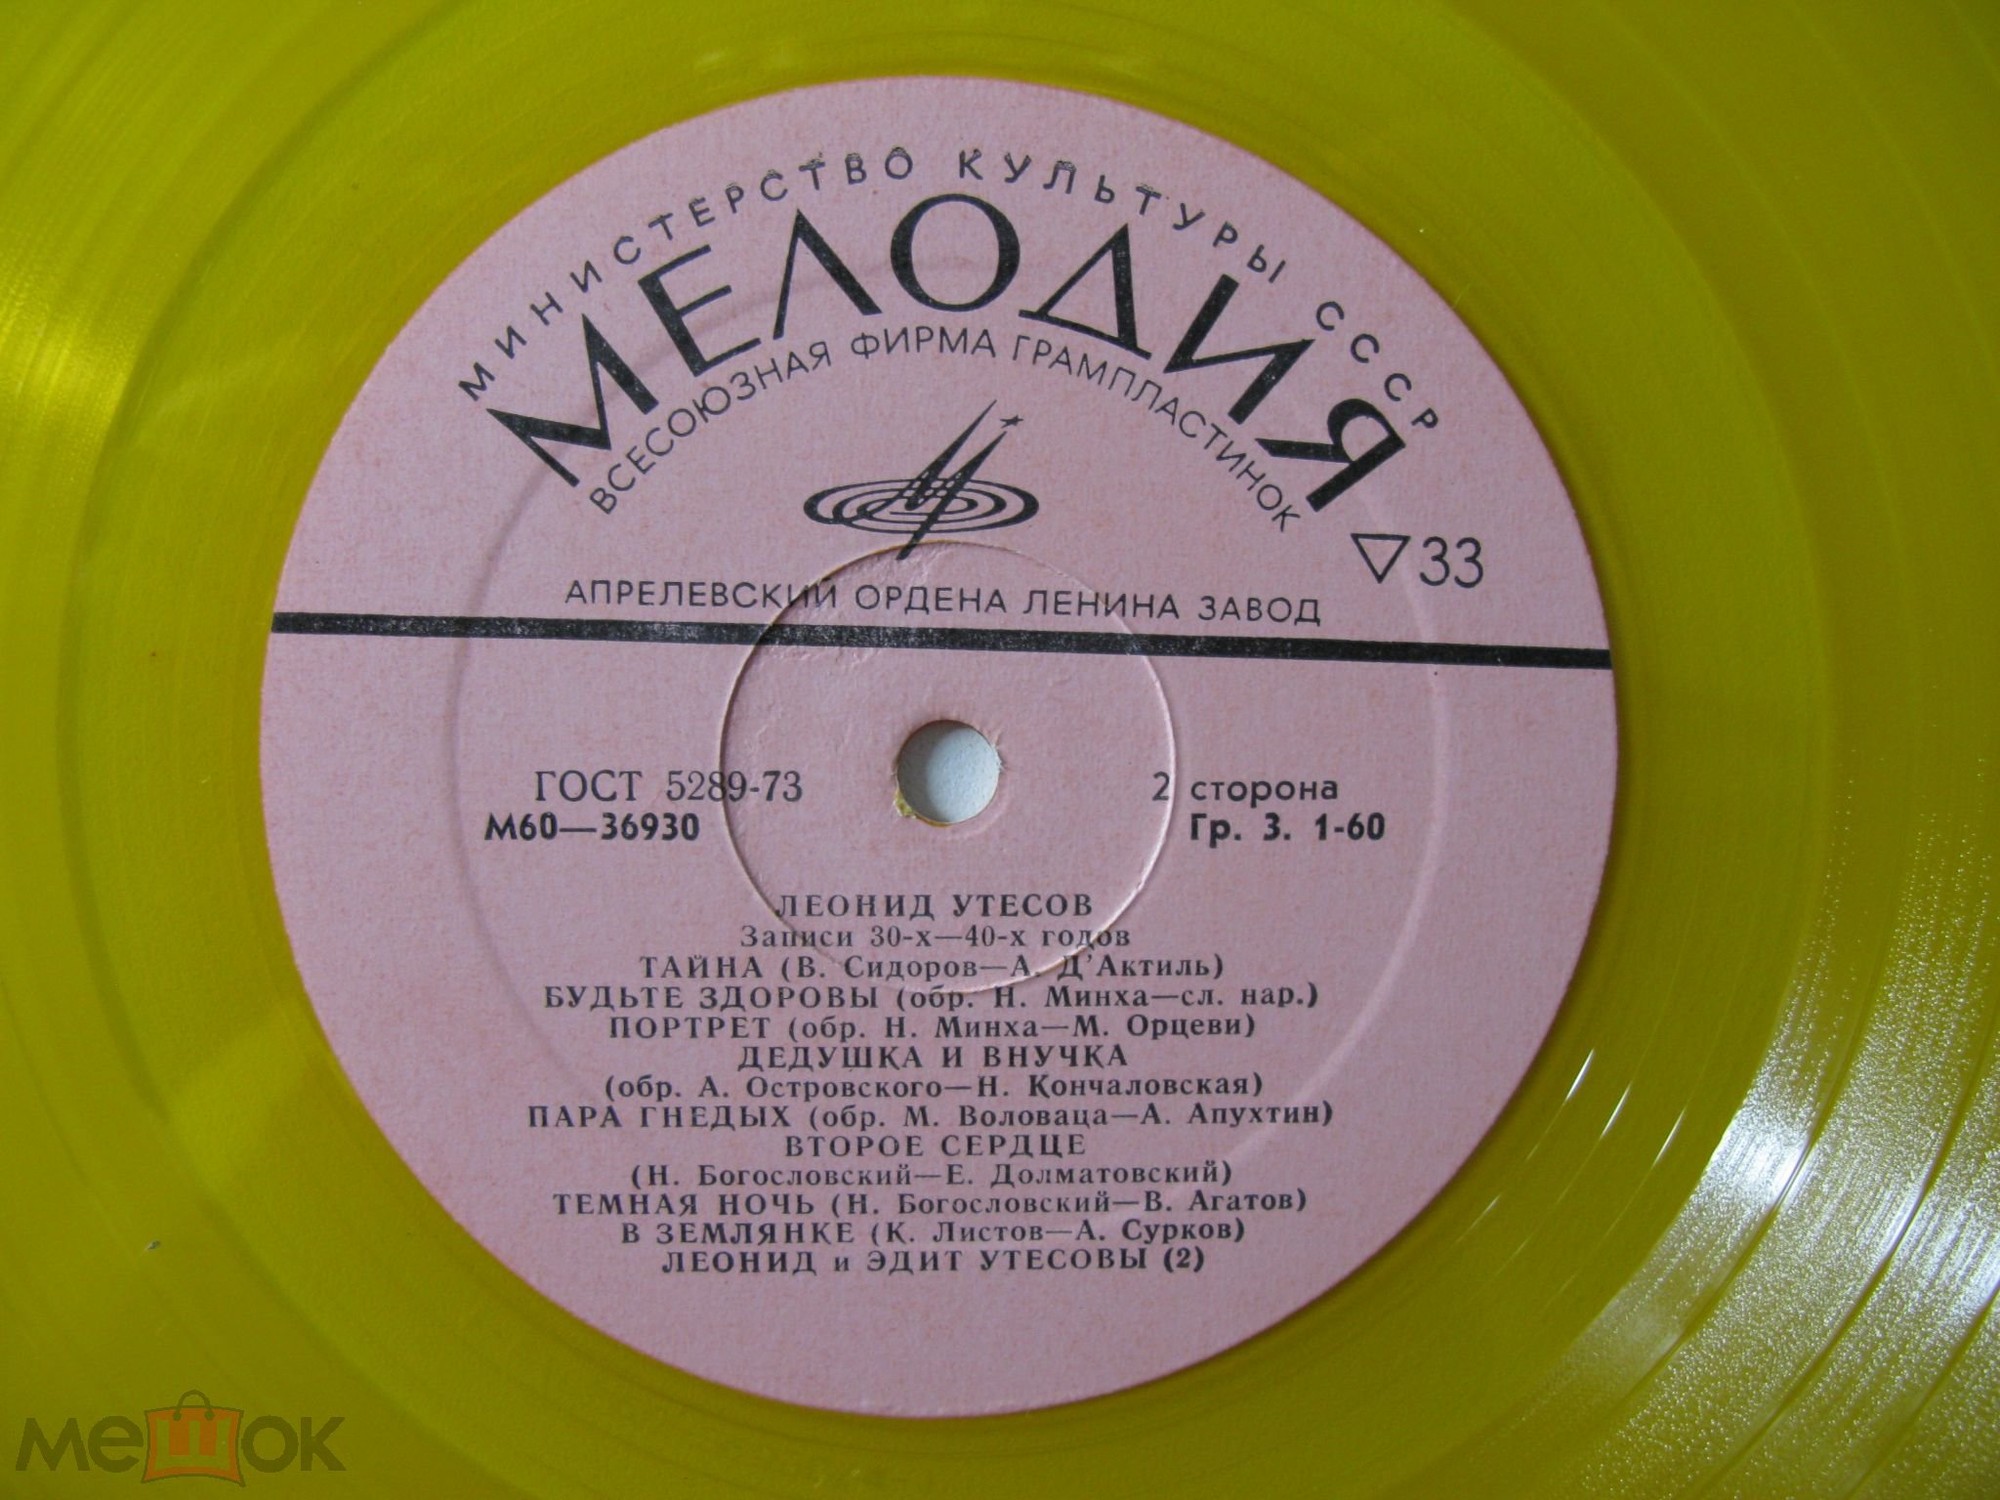 МИНИСТЕРСТВО КУЛЬТУРЫ СССР
МЕЛОДИЯ
ВСЕСОЮЗНАЯ ФИРМА ГРАМПЛАСТИНОК
▽33
АПРЕЛЕВСКИЙ ОРДЕНА ЛЕНИНА ЗАВОД
ГОСТ 5289-73 2 сторона
М60—36930 Гр. 3. 1-60
ЛЕОНИД УТЕСОВ
Записи 30-х—40-х годов
ТАЙНА (В. Сидоров—А. Д'Актиль)
БУДЬТЕ ЗДОРОВЫ (обр. Н. Минха—сл. нар.)
ПОРТРЕТ (обр. Н. Минха—М. Орцеви)
ДЕДУШКА И ВНУЧКА
(обр. А. Островского—Н. Кончаловская)
ПАРА ГНЕДЫХ (обр. М. Воловаца—А. Апухтин)
ВТОРОЕ СЕРДЦЕ
(Н. Богословский—Е. Долматовский)
ТЕМНАЯ НОЧЬ (Н. Богословский—В. Агатов)
В ЗЕМЛЯНКЕ (К. Листов—А. Сурков)
ЛЕОНИД и ЭДИТ УТЕСОВЫ (2)
мешок